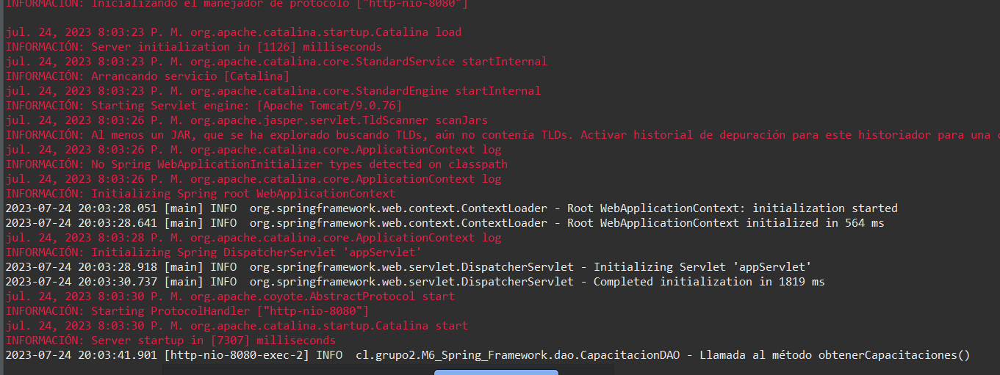 INFORMACIÓN: Inicializando el manejador de protocolo ["http-nio-8080"]
jul. 24, 2023 8:03:23 P. M. org.apache.catalina.startup.Catalina load
INFORMACIÓN: Server initialization in [1126] milliseconds
jul. 24, 2023 8:03:23 P. M. org.apache.catalina.core.StandardService startInternal
INFORMACIÓN: Arrancando servicio [Catalina]
jul. 24, 2023 8:03:23 P. M. org.apache.catalina.core.StandardEngine startInternal
INFORMACIÓN: Starting Servlet engine: [Apache Tomcat/9.0.76]
jul. 24, 2023 8:03:26 P. M. org.apache.jasper.servlet.TldScanner scanJars
INFORMACIÓN: Al menos un JAR, que se ha explorado buscando TLDs, aún no contenía TLDs. Activar historial de depuración para este historiador para una
jul. 24, 2023 8:03:26 P. M. org.apache.catalina.core.ApplicationContext log
INFORMACIÓN: No Spring WebApplicationInitializer types detected on classpath
jul. 24, 2023 8:03:26 P. M. org.apache.catalina.core.ApplicationContext log
INFORMACIÓN: Initializing Spring root WebApplicationContext
2023-07-24 20:03:28.051 [main] INFO  org.springframework.web.context.ContextLoader - Root WebApplicationContext: initialization started
2023-07-24 20:03:28.641 [main] INFO  org.springframework.web.context.ContextLoader - Root WebApplicationContext initialized in 564 ms
jul. 24, 2023 8:03:28 P. M. org.apache.catalina.core.ApplicationContext log
INFORMACIÓN: Initializing Spring DispatcherServlet 'appServlet'
2023-07-24 20:03:28.918 [main] INFO  org.springframework.web.servlet.DispatcherServlet - Initializing Servlet 'appServlet'
2023-07-24 20:03:30.737 [main] INFO  org.springframework.web.servlet.DispatcherServlet - Completed initialization in 1819 ms
jul. 24, 2023 8:03:30 P. M. org.apache.coyote.AbstractProtocol start
INFORMACIÓN: Starting ProtocolHandler ["http-nio-8080"]
jul. 24, 2023 8:03:30 P. M. org.apache.catalina.startup.Catalina start
INFORMACIÓN: Server startup in [7307] milliseconds
2023-07-24 20:03:41.901 [http-nio-8080-exec-2] INFO  cl.grupo2.M6_Spring_Framework.dao.CapacitacionDAO - Llamada al método obtenerCapacitaciones()